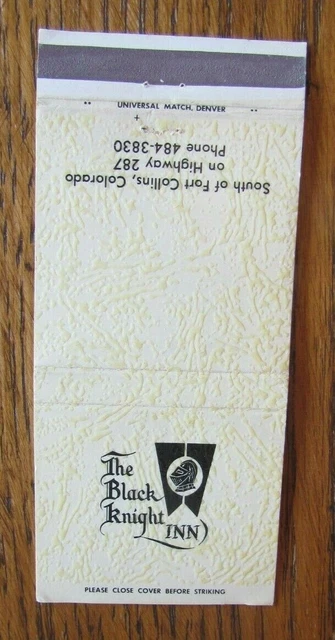 UNIVERSAL MATCH, DENVER
South of Fort Collins, Colorado
on Highway 287
Phone 484-3830
The
Black
Knight
INN
PLEASE CLOSE COVER BEFORE STRIKING